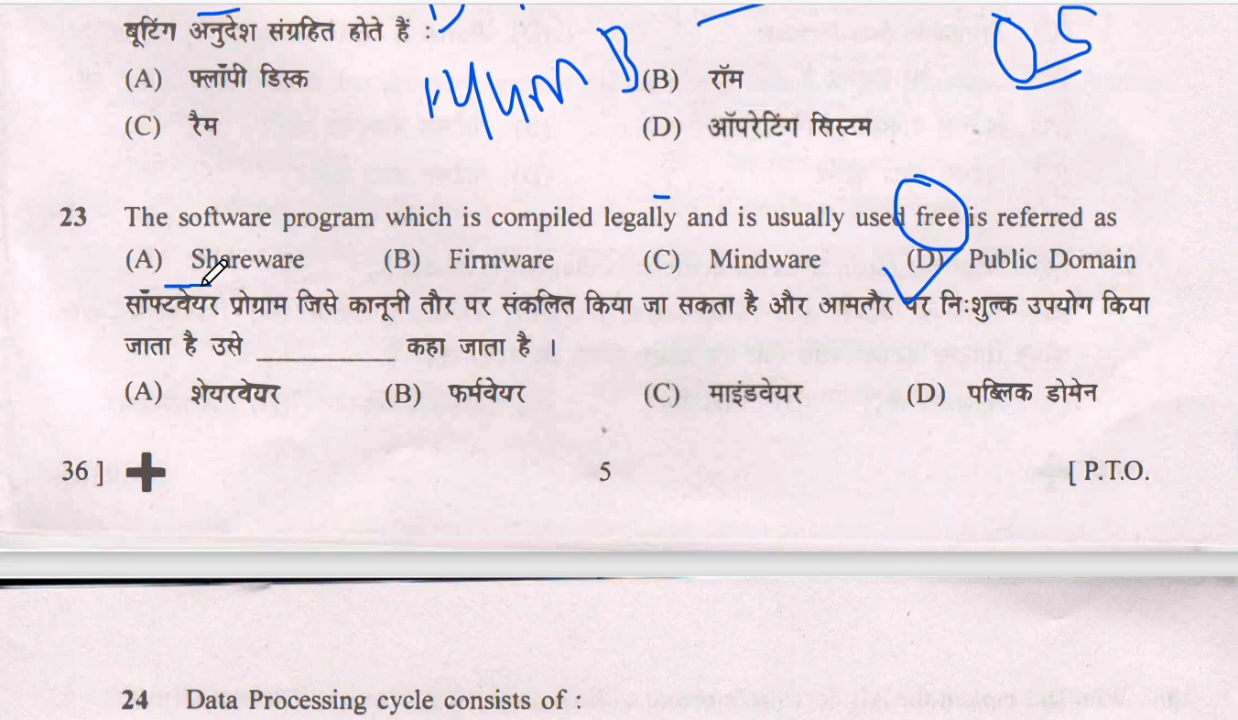 बूटिंग अनुदेश संग्रहित होते हैं :
(A) फ्लॉपी डिस्क (B) रॉम
(C) रैम (D) ऑपरेटिंग सिस्टम
OS
23 The software program which is compiled legally and is usually used free is referred as
(A) Shareware (B) Firmware (C) Mindware (D) Public Domain
सॉफ्टवेयर प्रोग्राम जिसे कानूनी तौर पर संकलित किया जा सकता है और आमतौर पर निःशुल्क उपयोग किया
जाता है उसे ____________ कहा जाता है ।
(A) शेयरवेयर (B) फर्मवेयर (C) माइंडवेयर (D) पब्लिक डोमेन
36 ] 5 [ P.T.O.
24 Data Processing cycle consists of :